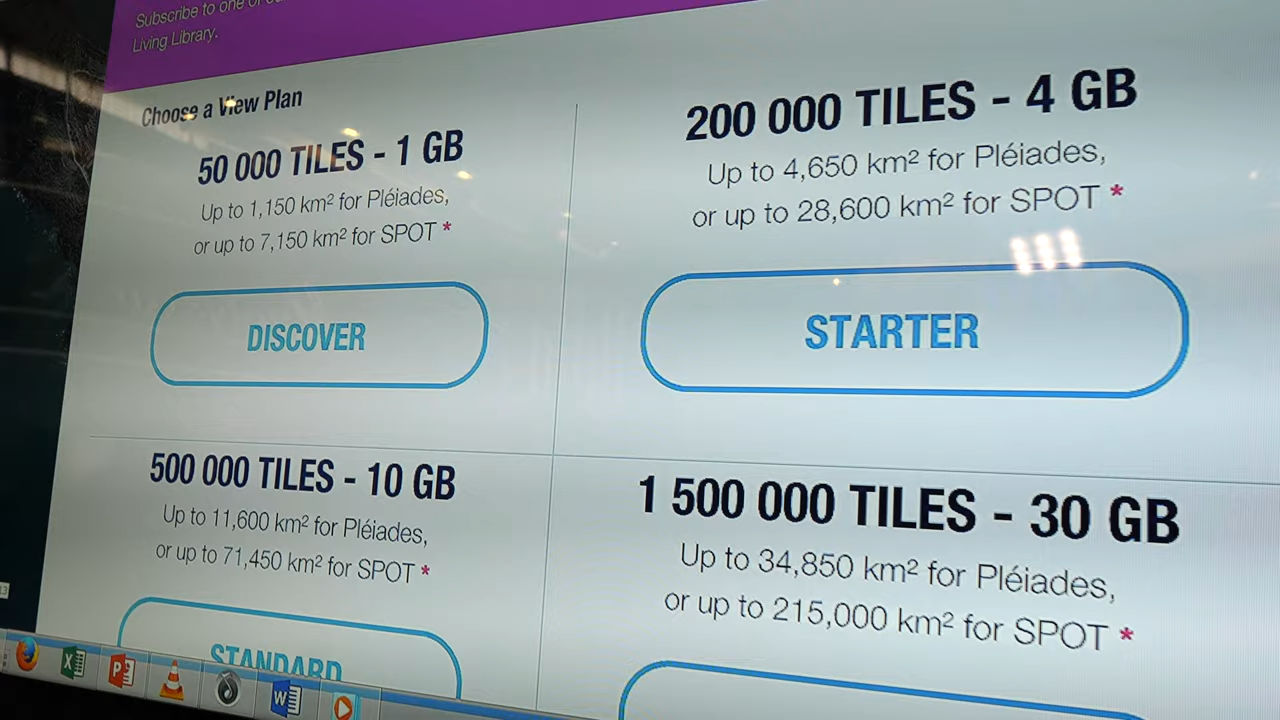 Subscribe to one of
Living Library.
Choose a View Plan
50 000 TILES - 1 GB
Up to 1,150 km² for Pléiades,
or up to 7,150 km² for SPOT *
DISCOVER
200 000 TILES - 4 GB
Up to 4,650 km² for Pléiades,
or up to 28,600 km² for SPOT *
STARTER
500 000 TILES - 10 GB
Up to 11,600 km² for Pléiades,
or up to 71,450 km² for SPOT *
STANDARD
1 500 000 TILES - 30 GB
Up to 34,850 km² for Pléiades,
or up to 215,000 km² for SPOT *